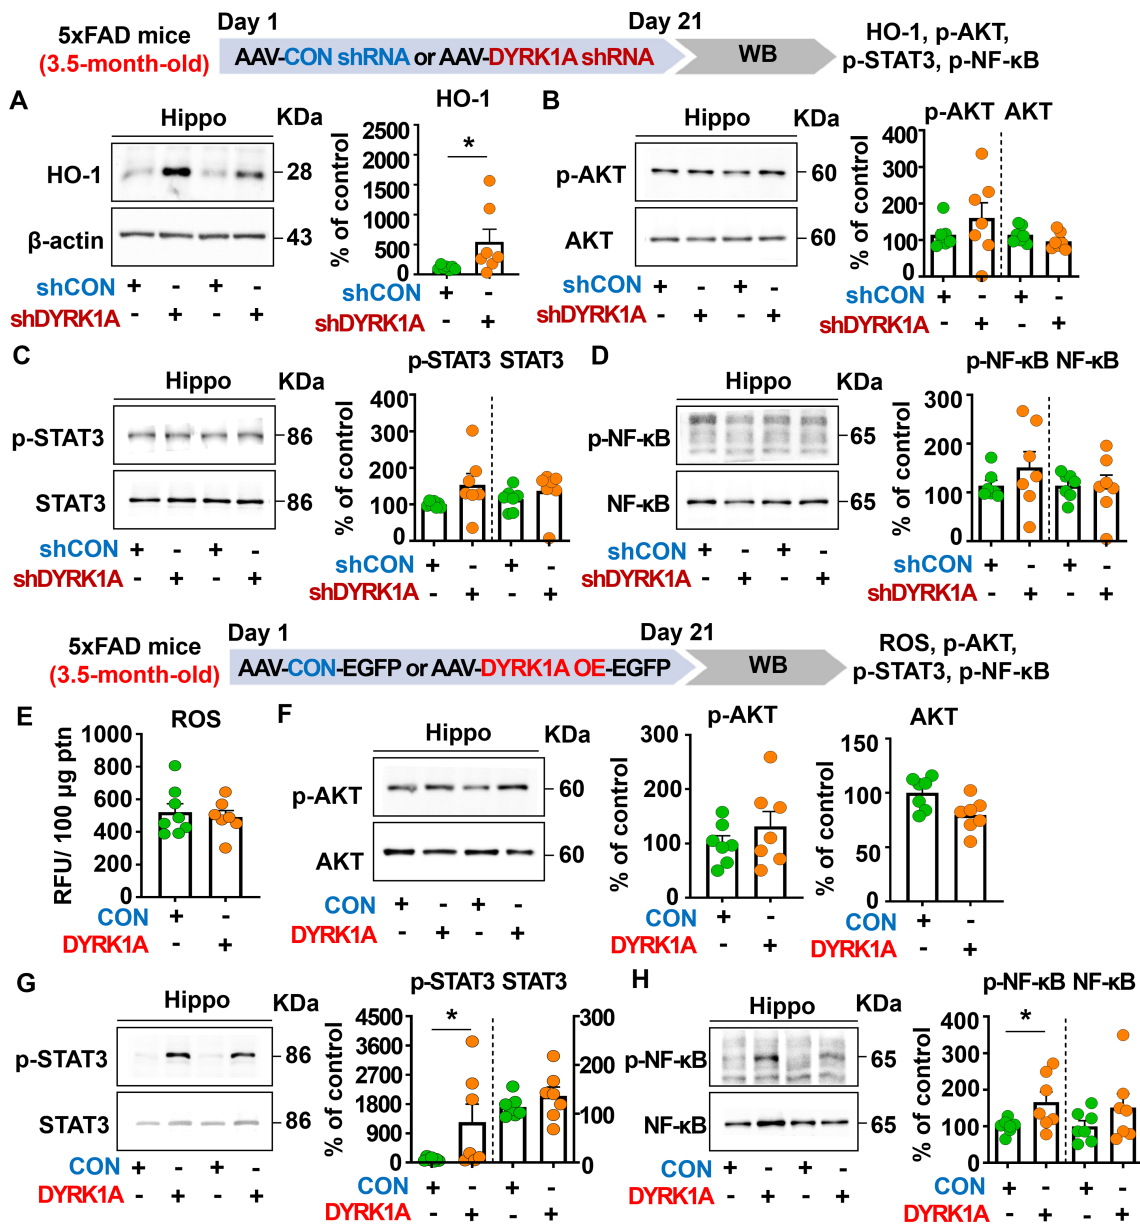 Day 1
Day 21
5xFAD mice
(3.5-month-old)
AAV-CON shRNA or AAV-DYRK1A shRNA
WB
HO-1, p-AKT,
p-STAT3, p-NF-κB
A
Hippo
KDa
HO-1
28
β-actin
43
shCON + - + -
shDYRK1A - + - +
HO-1
% of control
2500
2000
1500
1000
500
0
*
+ -
- +
B
Hippo
KDa
p-AKT
60
AKT
60
shCON + - + -
shDYRK1A - + - +
p-AKT AKT
% of control
400
300
200
100
0
shCON + - + -
shDYRK1A - + - +
C
Hippo
KDa
p-STAT3
86
STAT3
86
shCON + - + -
shDYRK1A - + - +
p-STAT3 STAT3
% of control
400
300
200
100
0
shCON + - + -
shDYRK1A - + - +
D
Hippo
KDa
p-NF-κB
65
NF-κB
65
shCON + - + -
shDYRK1A - + - +
p-NF-κB NF-κB
% of control
300
200
100
0
shCON + - + -
shDYRK1A - + - +
Day 1
Day 21
5xFAD mice
(3.5-month-old)
AAV-CON-EGFP or AAV-DYRK1A OE-EGFP
WB
ROS, p-AKT,
p-STAT3, p-NF-κB
E
ROS
RFU/ 100 μg ptn
1000
800
600
400
200
0
CON + -
DYRK1A - +
F
Hippo
KDa
p-AKT
60
AKT
60
CON + - + -
DYRK1A - + - +
p-AKT
% of control
300
200
100
0
CON + -
DYRK1A - +
AKT
% of control
150
100
50
0
CON + -
DYRK1A - +
G
Hippo
KDa
p-STAT3
86
STAT3
86
CON + - + -
DYRK1A - + - +
p-STAT3 STAT3
% of control
4500
3600
2700
1800
900
0
*
300
200
100
0
CON + - + -
DYRK1A - + - +
H
Hippo
KDa
p-NF-κB
65
NF-κB
65
CON + - + -
DYRK1A - + - +
p-NF-κB NF-κB
% of control
400
300
200
100
0
*
CON + - + -
DYRK1A - + - +